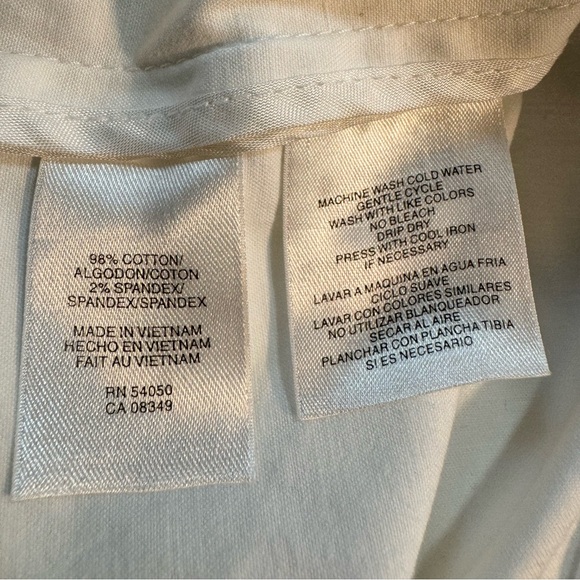 98% COTTON/
ALGODON/COTON
2% SPANDEX/
SPANDEX/SPANDEX
MADE IN VIETNAM
HECHO EN VIETNAM
FAIT AU VIETNAM
RN 54050
CA 08349
MACHINE WASH COLD WATER
GENTLE CYCLE
WASH WITH LIKE COLORS
NO BLEACH
DRIP DRY
PRESS WITH COOL IRON
IF NECESSARY
LAVAR A MAQUINA EN AGUA FRIA
CICLO SUAVE
LAVAR CON COLORES SIMILARES
NO UTILIZAR BLANQUEADOR
SECAR AL AIRE
PLANCHAR CON PLANCHA TIBIA
SI ES NECESARIO